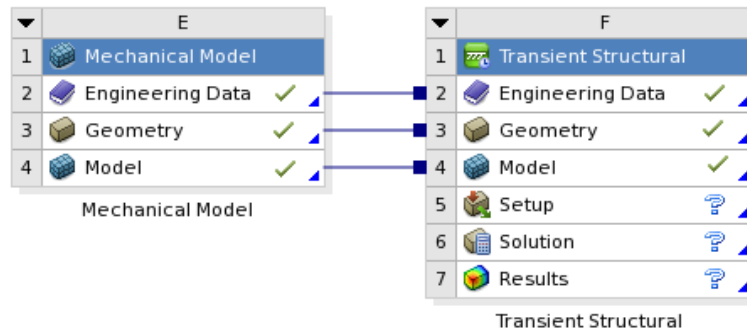 E
1 Mechanical Model
2 Engineering Data
3 Geometry
4 Model
Mechanical Model
F
1 Transient Structural
2 Engineering Data
3 Geometry
4 Model
5 Setup
6 Solution
7 Results
Transient Structural